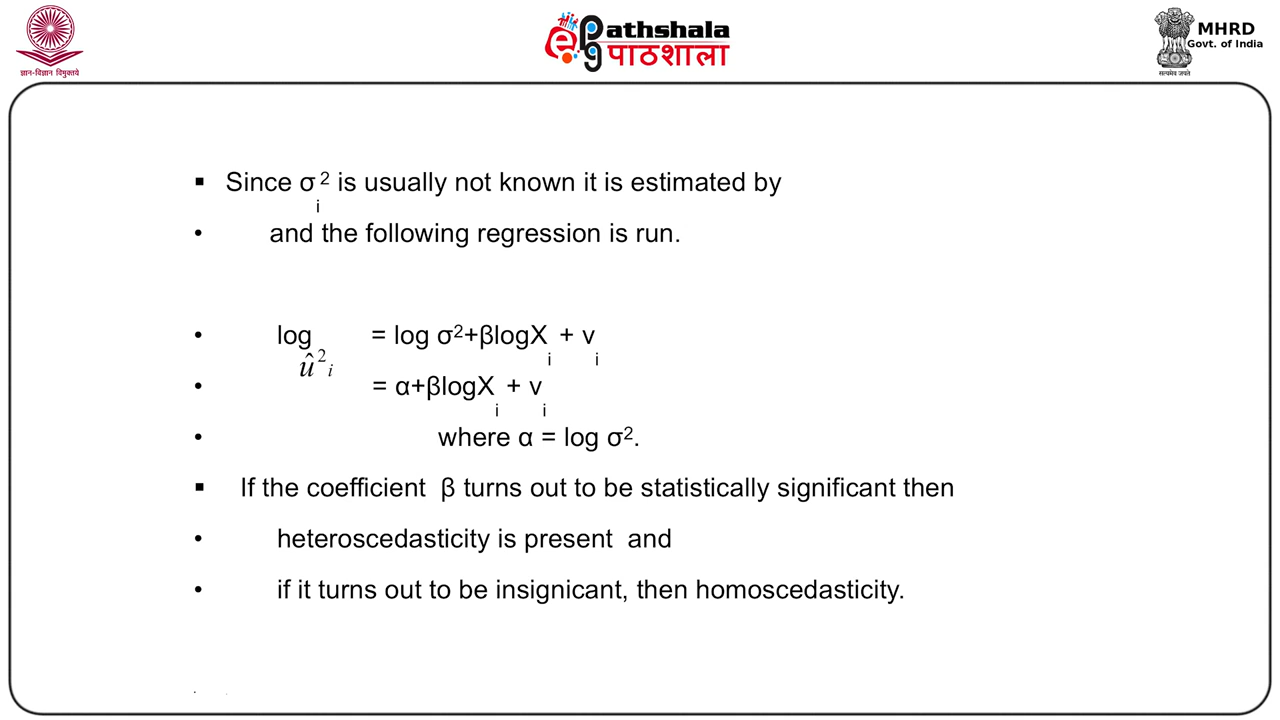 ज्ञान-विज्ञान विमुक्तये
ePG Pathshala
पाठशाला
MHRD
Govt. of India
सत्यमेव जयते
▪ Since σᵢ² is usually not known it is estimated by
• and the following regression is run.
• log û²ᵢ = log σ²+βlogXᵢ + vᵢ
• = α+βlogXᵢ + vᵢ
• where α = log σ².
▪ If the coefficient β turns out to be statistically significant then
• heteroscedasticity is present and
• if it turns out to be insignicant, then homoscedasticity.